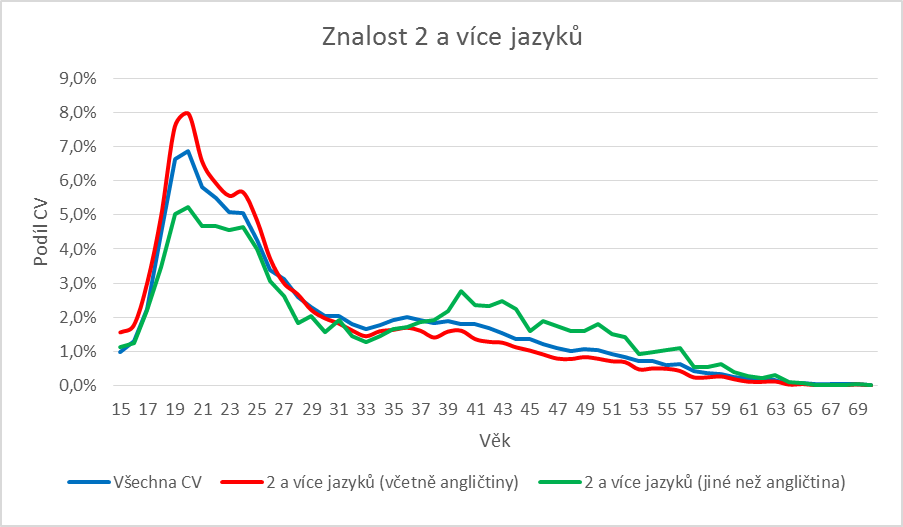 Znalost 2 a více jazyků
9,0%
8,0%
7,0%
6,0%
5,0%
4,0%
3,0%
2,0%
1,0%
0,0%
Podíl CV
15 17 19 21 23 25 27 29 31 33 35 37 39 41 43 45 47 49 51 53 55 57 59 61 63 65 67 69
Věk
Všechna CV 2 a více jazyků (včetně angličtiny) 2 a více jazyků (jiné než angličtina)